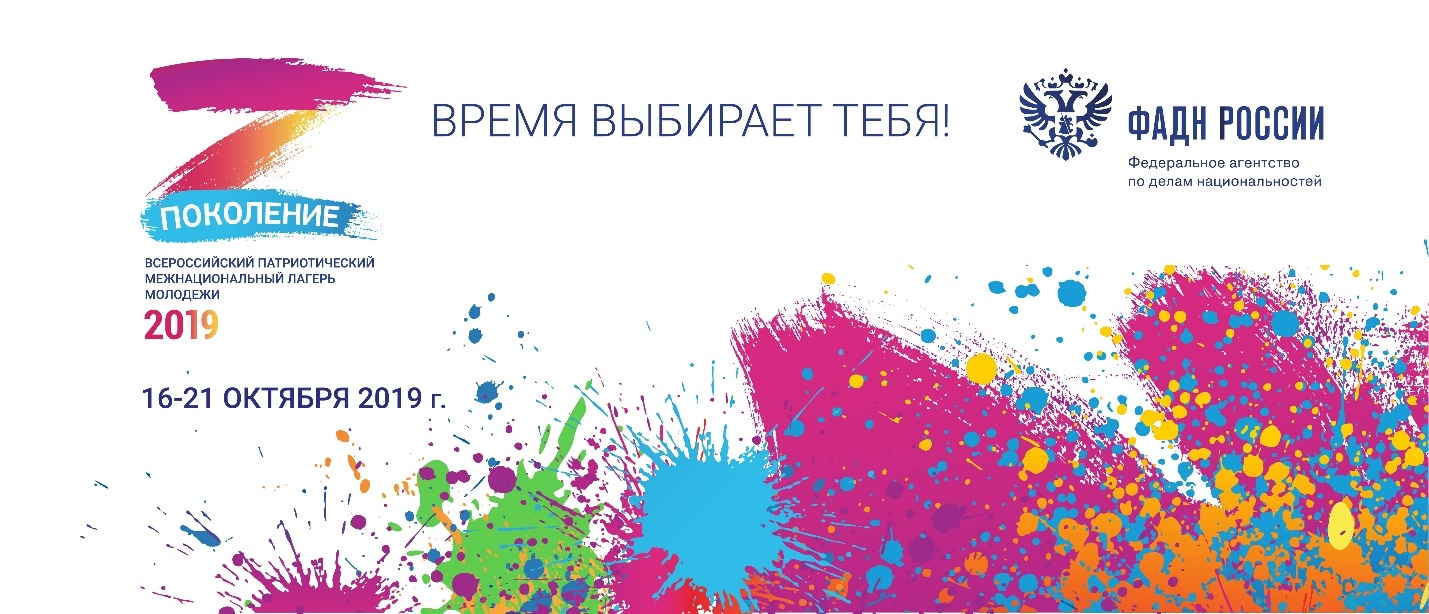 Z
ПОКОЛЕНИЕ
ВСЕРОССИЙСКИЙ ПАТРИОТИЧЕСКИЙ
МЕЖНАЦИОНАЛЬНЫЙ ЛАГЕРЬ
МОЛОДЕЖИ
2019
16-21 ОКТЯБРЯ 2019 г.
ВРЕМЯ ВЫБИРАЕТ ТЕБЯ!
ФАДН РОССИИ
Федеральное агентство
по делам национальностей